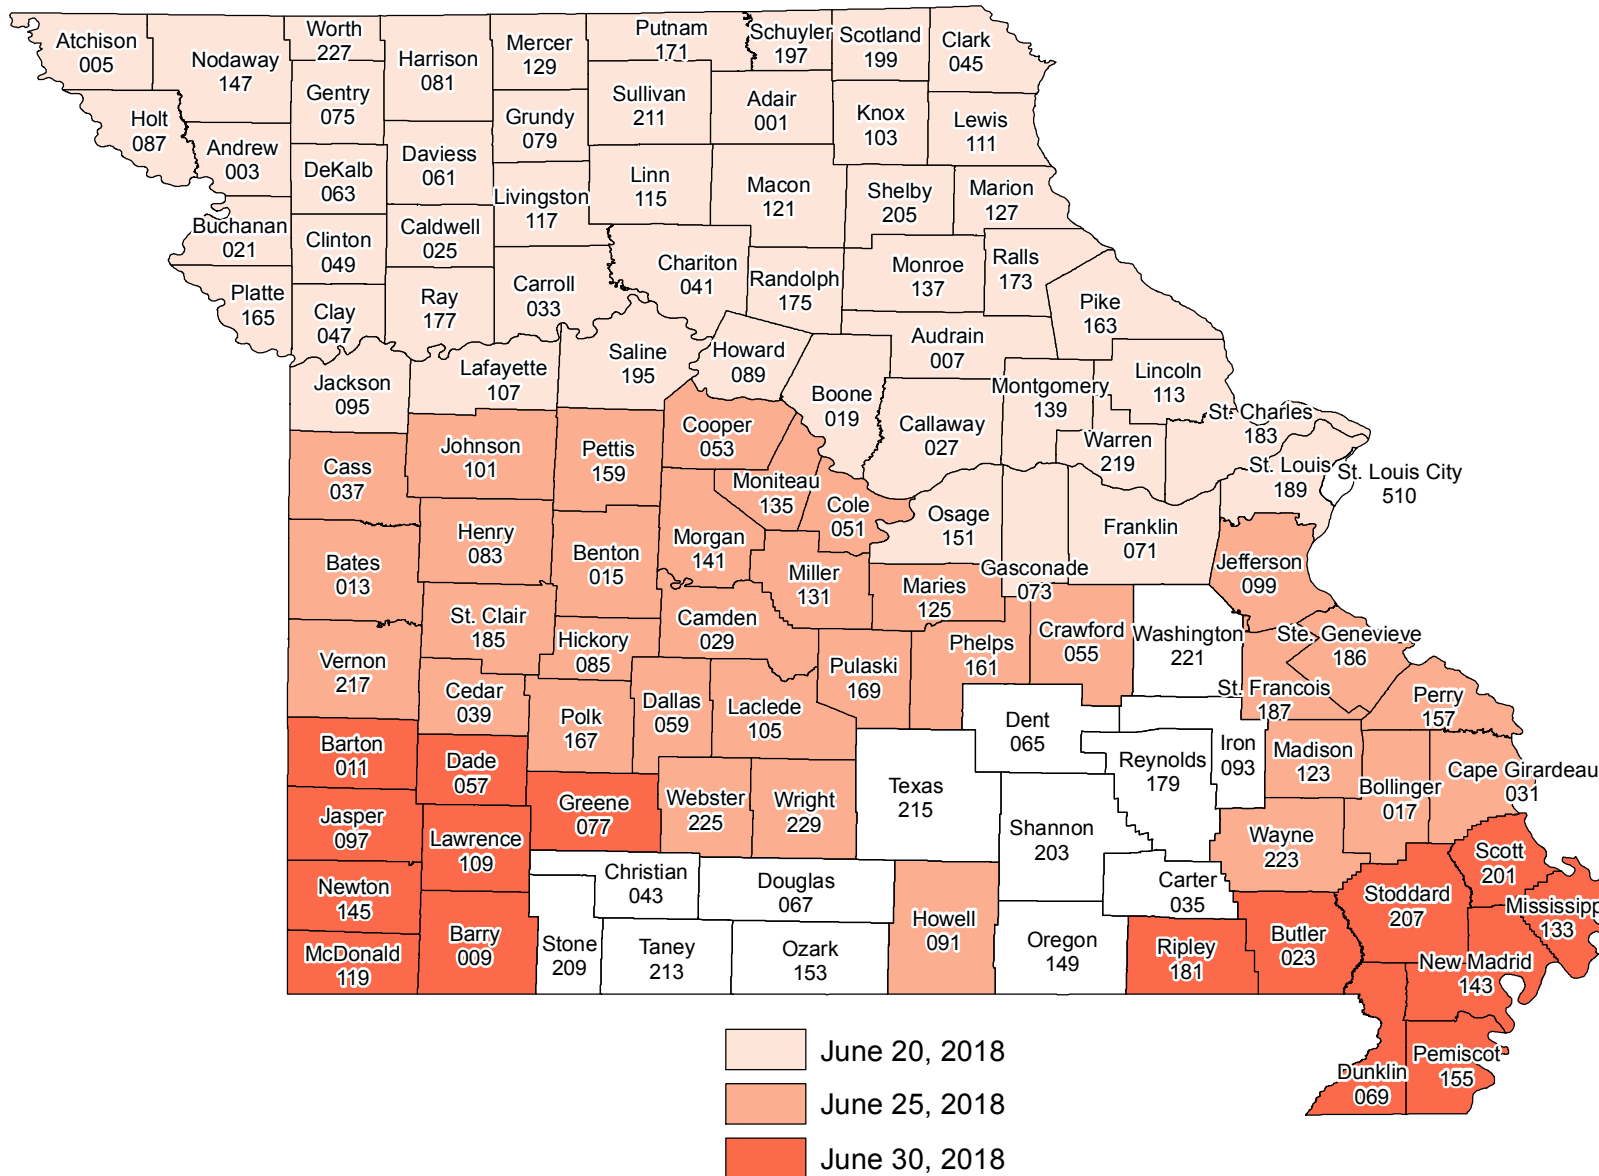 Atchison
005
Nodaway
147
Worth
227
Harrison
081
Mercer
129
Putnam
171
Schuyler
197
Scotland
199
Clark
045
Holt
087
Gentry
075
Grundy
079
Sullivan
211
Adair
001
Knox
103
Lewis
111
Andrew
003
DeKalb
063
Daviess
061
Livingston
117
Linn
115
Macon
121
Shelby
205
Marion
127
Buchanan
021
Clinton
049
Caldwell
025
Carroll
033
Chariton
041
Randolph
175
Monroe
137
Ralls
173
Pike
163
Platte
165
Clay
047
Ray
177
Jackson
095
Lafayette
107
Saline
195
Howard
089
Boone
019
Audrain
007
Callaway
027
Montgomery
139
Lincoln
113
Warren
219
St. Charles
183
St. Louis
189
St. Louis City
510
Cass
037
Johnson
101
Pettis
159
Cooper
053
Moniteau
135
Cole
051
Osage
151
Gasconade
073
Franklin
071
Jefferson
099
Bates
013
Henry
083
Benton
015
Morgan
141
Miller
131
Maries
125
St. Clair
185
Hickory
085
Camden
029
Pulaski
169
Phelps
161
Crawford
055
Washington
221
Ste. Genevieve
186
St. Francois
187
Perry
157
Vernon
217
Cedar
039
Polk
167
Dallas
059
Laclede
105
Dent
065
Iron
093
Reynolds
179
Madison
123
Bollinger
017
Cape Girardeau
031
Barton
011
Dade
057
Greene
077
Webster
225
Wright
229
Texas
215
Shannon
203
Wayne
223
Jasper
097
Lawrence
109
Christian
043
Douglas
067
Howell
091
Carter
035
Stoddard
207
Scott
201
Mississipp
133
Newton
145
McDonald
119
Barry
009
Stone
209
Taney
213
Ozark
153
Oregon
149
Ripley
181
Butler
023
New Madrid
143
Dunklin
069
Pemiscot
155
June 20, 2018
June 25, 2018
June 30, 2018